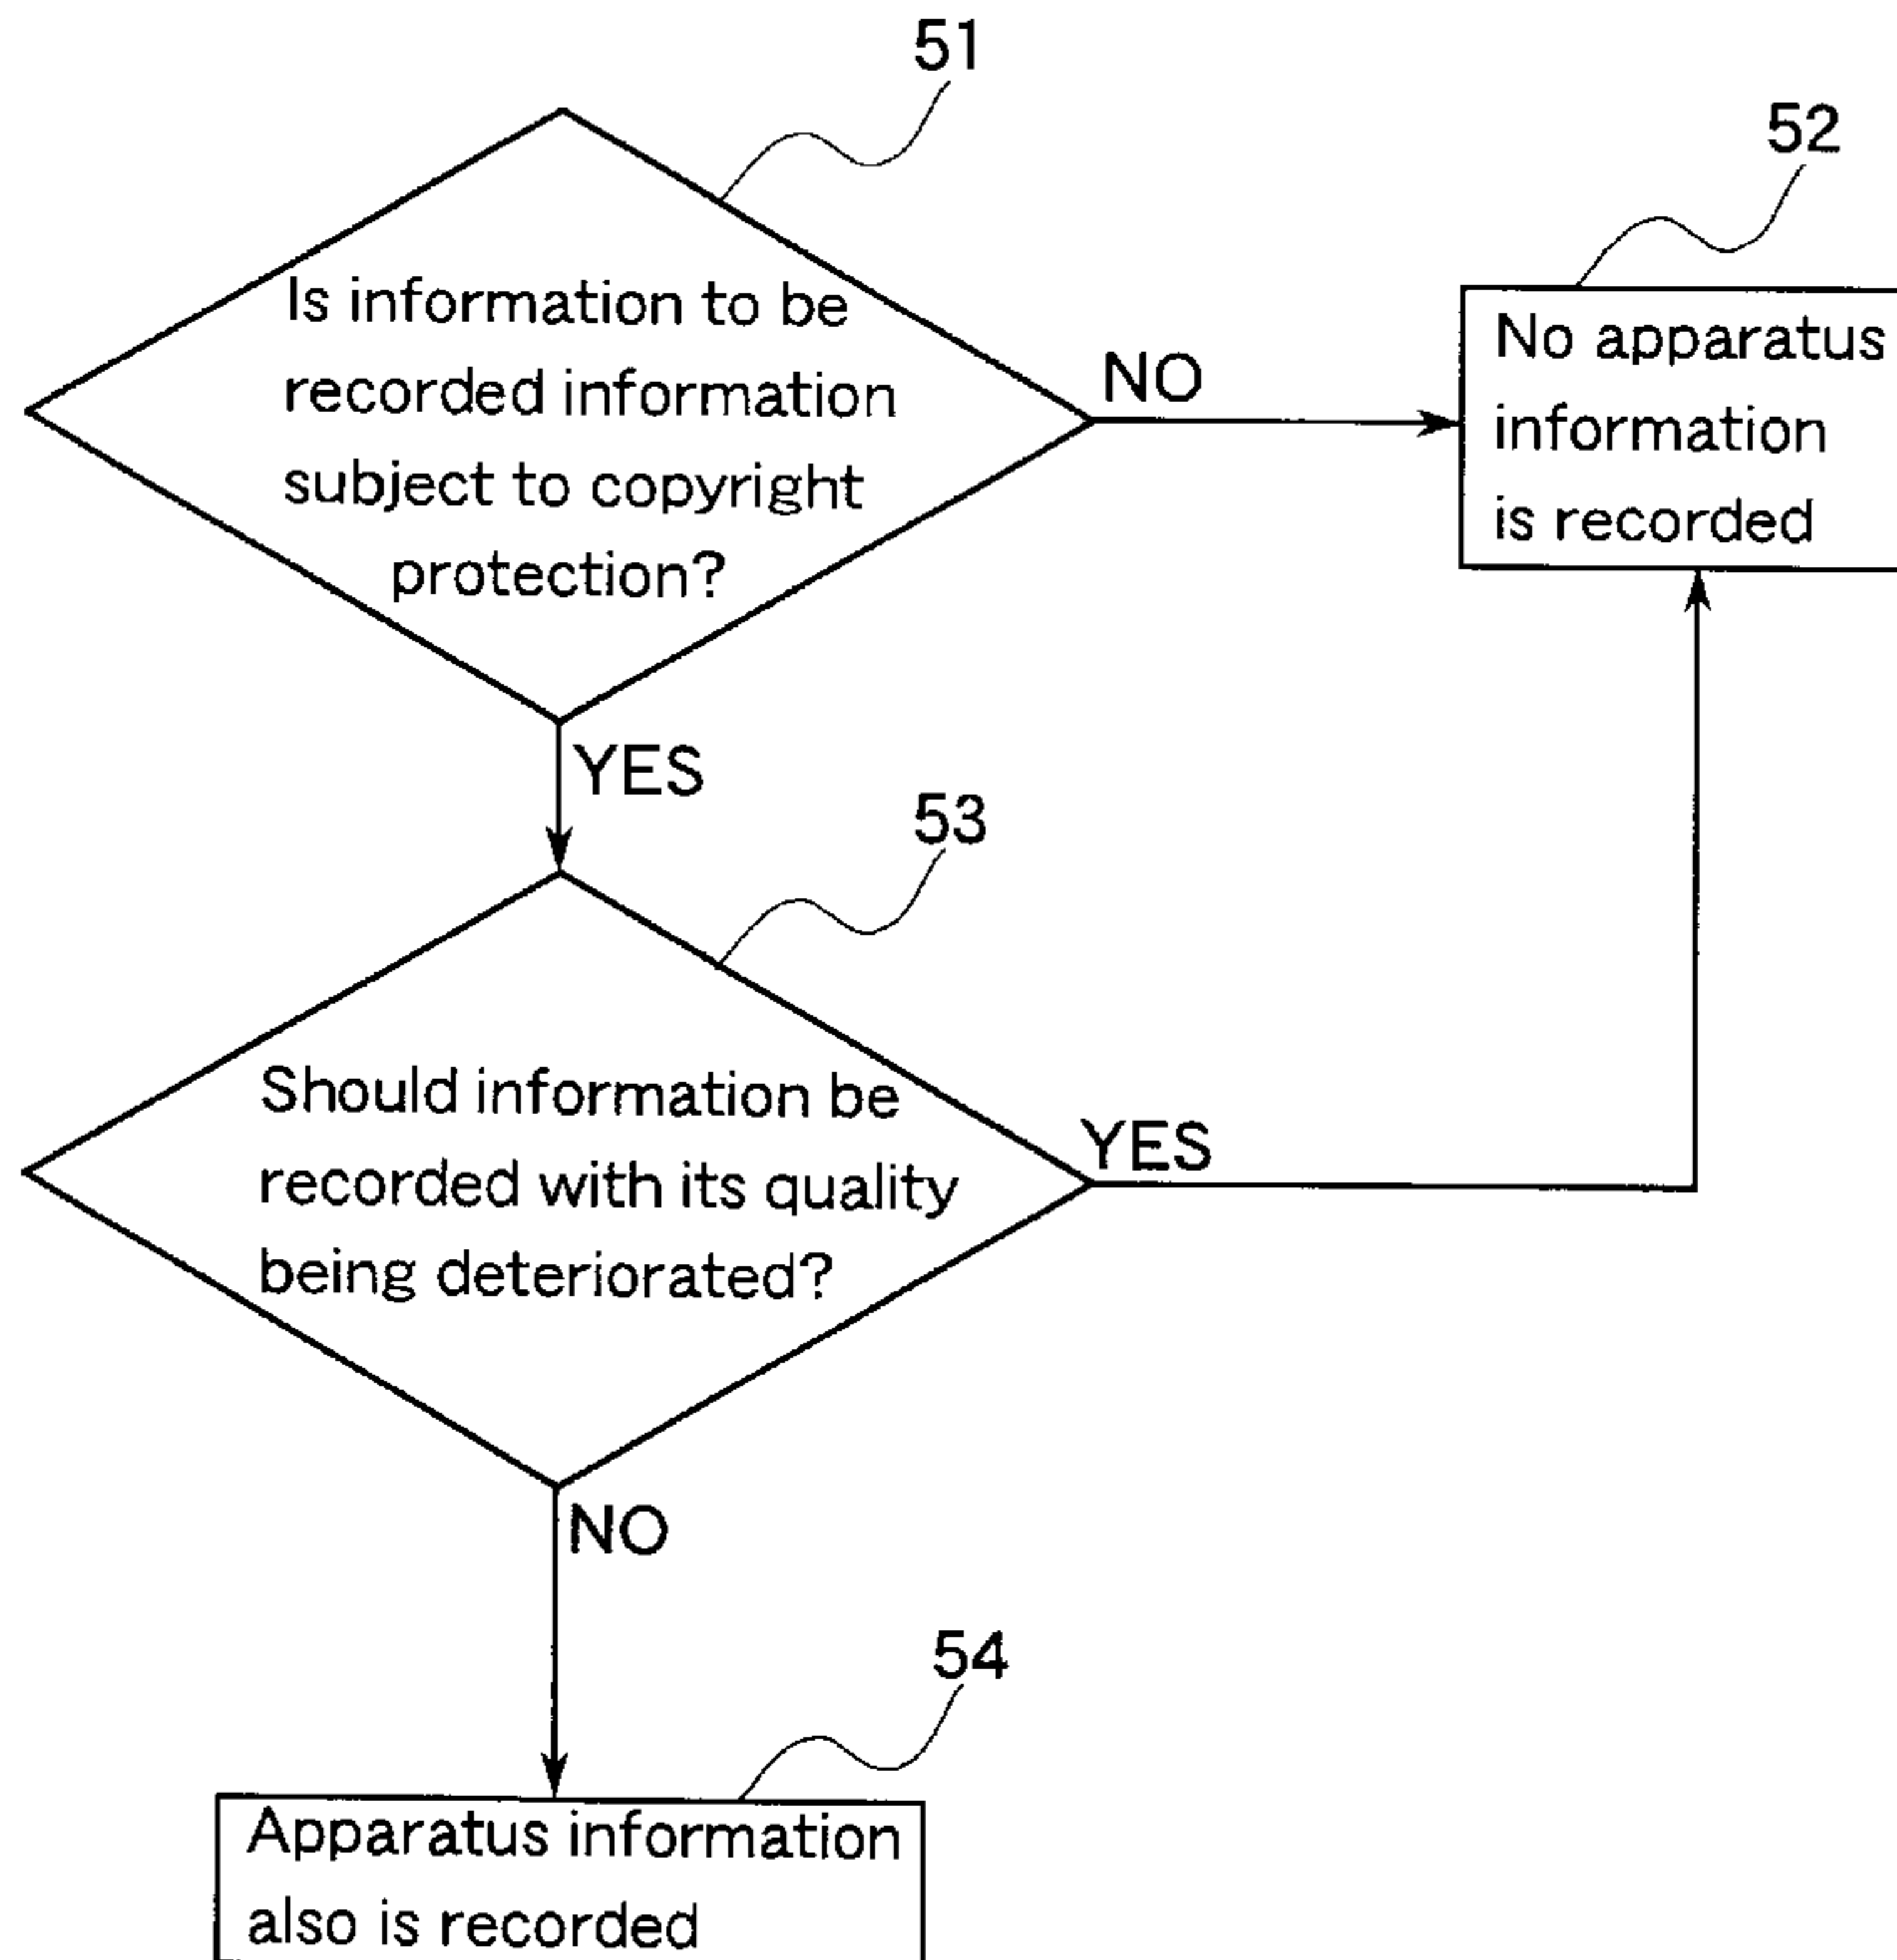 51
Is information to be
recorded information
subject to copyright
protection?
NO
52
No apparatus
information
is recorded
YES
53
Should information be
recorded with its quality
being deteriorated?
YES
NO
54
Apparatus information
also is recorded